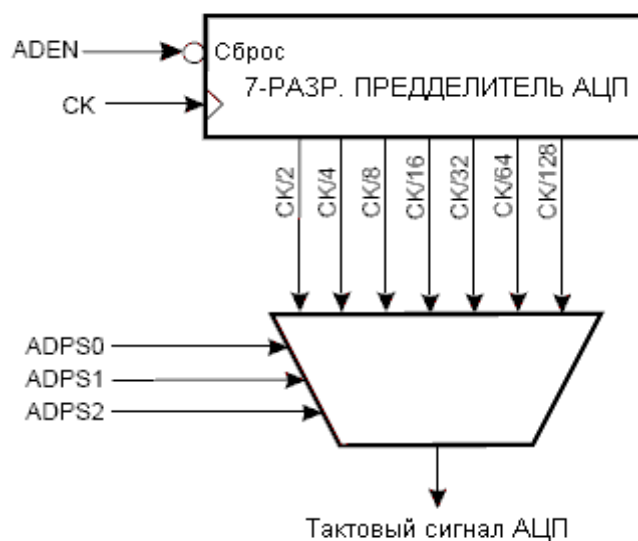 ADEN
Сброс
7-РАЗР. ПРЕДДЕЛИТЕЛЬ АЦП
CK
CK/2
CK/4
CK/8
CK/16
CK/32
CK/64
CK/128
ADPS0
ADPS1
ADPS2
Тактовый сигнал АЦП